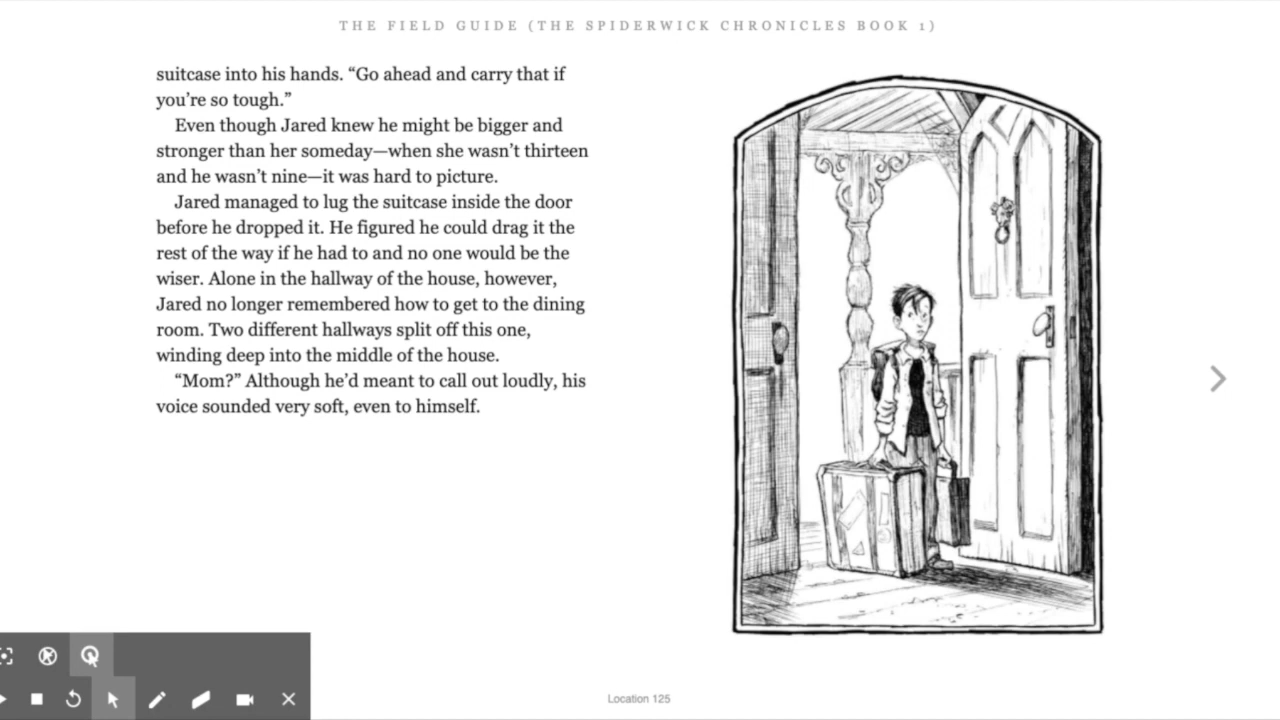 THE FIELD GUIDE (THE SPIDERWICK CHRONICLES BOOK 1)
suitcase into his hands. “Go ahead and carry that if
you’re so tough.”
Even though Jared knew he might be bigger and
stronger than her someday—when she wasn’t thirteen
and he wasn’t nine—it was hard to picture.
Jared managed to lug the suitcase inside the door
before he dropped it. He figured he could drag it the
rest of the way if he had to and no one would be the
wiser. Alone in the hallway of the house, however,
Jared no longer remembered how to get to the dining
room. Two different hallways split off this one,
winding deep into the middle of the house.
“Mom?” Although he’d meant to call out loudly, his
voice sounded very soft, even to himself.
Location 125